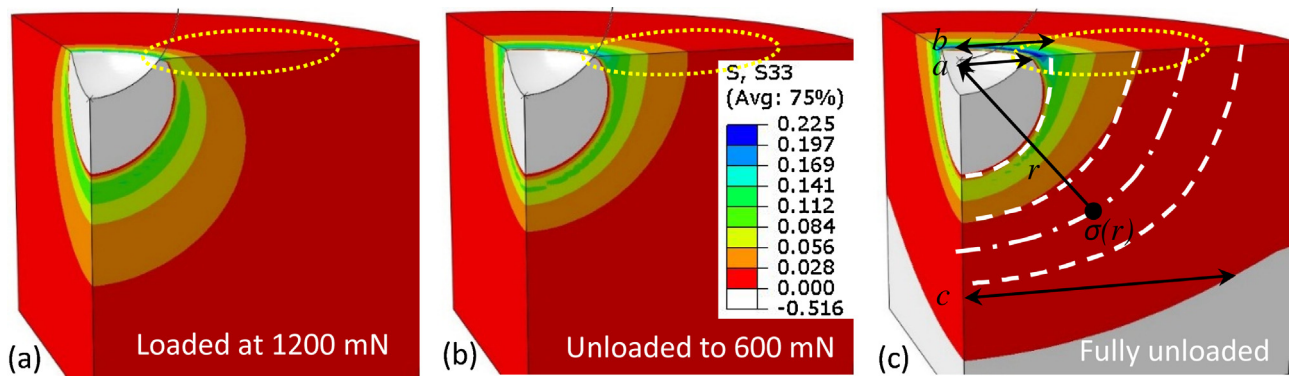 (a)
Loaded at 1200 mN
S, S33
(Avg: 75%)
0.225
0.197
0.169
0.141
0.112
0.084
0.056
0.028
0.000
-0.516
(b)
Unloaded to 600 mN
b
a
r
σ(r)
c
(c)
Fully unloaded